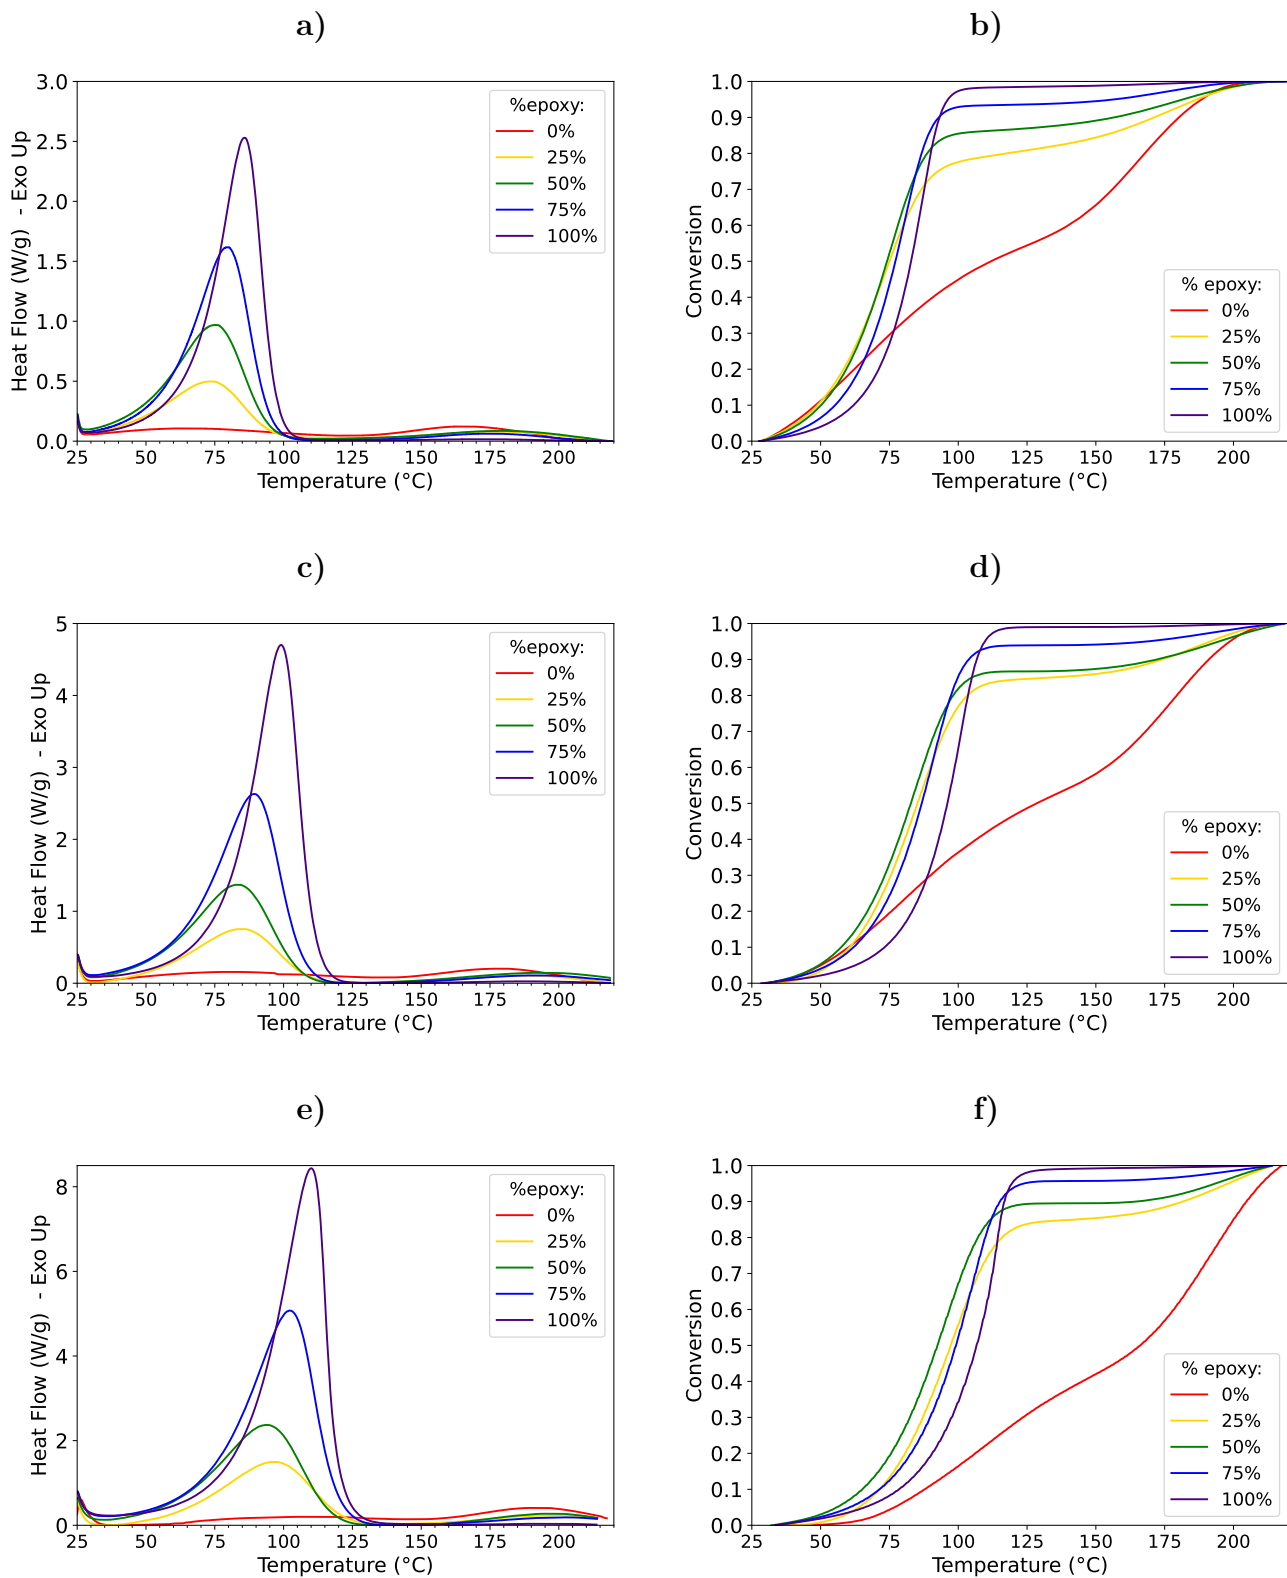 a)
3.0
2.5
2.0
1.5
1.0
0.5
0.0
Heat Flow (W/g)  - Exo Up
25 50 75 100 125 150 175 200
Temperature (°C)
%epoxy:
0%
25%
50%
75%
100%
b)
1.0
0.9
0.8
0.7
0.6
0.5
0.4
0.3
0.2
0.1
0.0
Conversion
25 50 75 100 125 150 175 200
Temperature (°C)
% epoxy:
0%
25%
50%
75%
100%
c)
5
4
3
2
1
0
Heat Flow (W/g)  - Exo Up
25 50 75 100 125 150 175 200
Temperature (°C)
%epoxy:
0%
25%
50%
75%
100%
d)
1.0
0.9
0.8
0.7
0.6
0.5
0.4
0.3
0.2
0.1
0.0
Conversion
25 50 75 100 125 150 175 200
Temperature (°C)
% epoxy:
0%
25%
50%
75%
100%
e)
8
6
4
2
0
Heat Flow (W/g)  - Exo Up
25 50 75 100 125 150 175 200
Temperature (°C)
%epoxy:
0%
25%
50%
75%
100%
f)
1.0
0.9
0.8
0.7
0.6
0.5
0.4
0.3
0.2
0.1
0.0
Conversion
25 50 75 100 125 150 175 200
Temperature (°C)
% epoxy:
0%
25%
50%
75%
100%